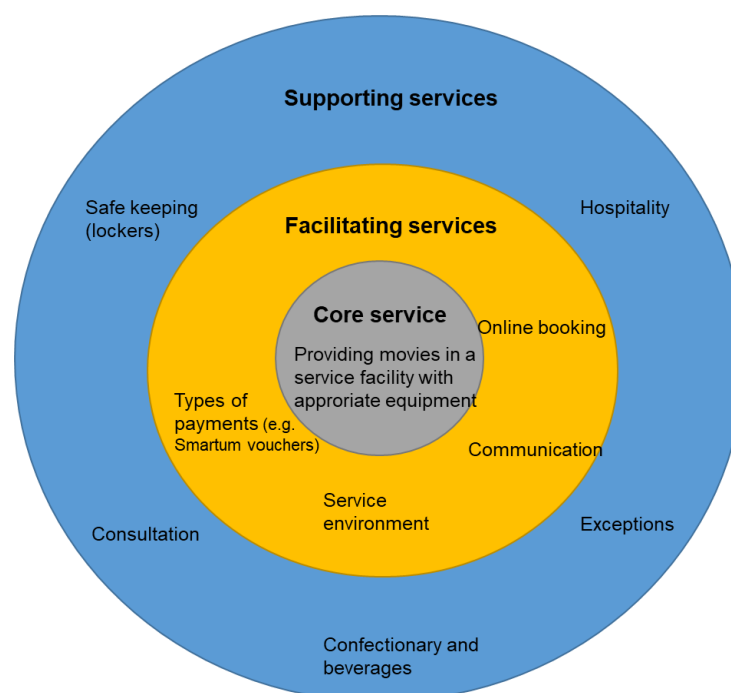 Supporting services
Safe keeping
(lockers)
Hospitality
Facilitating services
Core service
Online booking
Providing movies in a
service facility with
approriate equipment
Types of
payments (e.g.
Smartum vouchers)
Communication
Service
environment
Consultation
Exceptions
Confectionary and
beverages